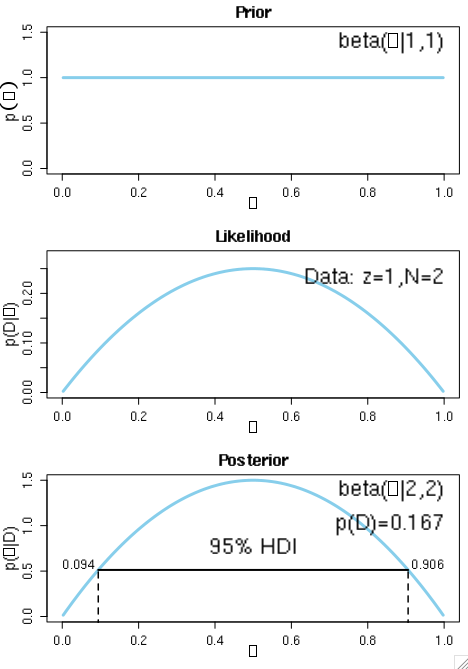 Prior
beta(▯|1,1)
p(▯)
1.5
1.0
0.5
0.0
0.0 0.2 0.4 0.6 0.8 1.0
▯
Likelihood
Data: z=1,N=2
p(D|▯)
0.20
0.10
0.00
0.0 0.2 0.4 0.6 0.8 1.0
▯
Posterior
beta(▯|2,2)
p(D)=0.167
95% HDI
0.094 0.906
p(▯|D)
1.5
1.0
0.5
0.0
0.0 0.2 0.4 0.6 0.8 1.0
▯